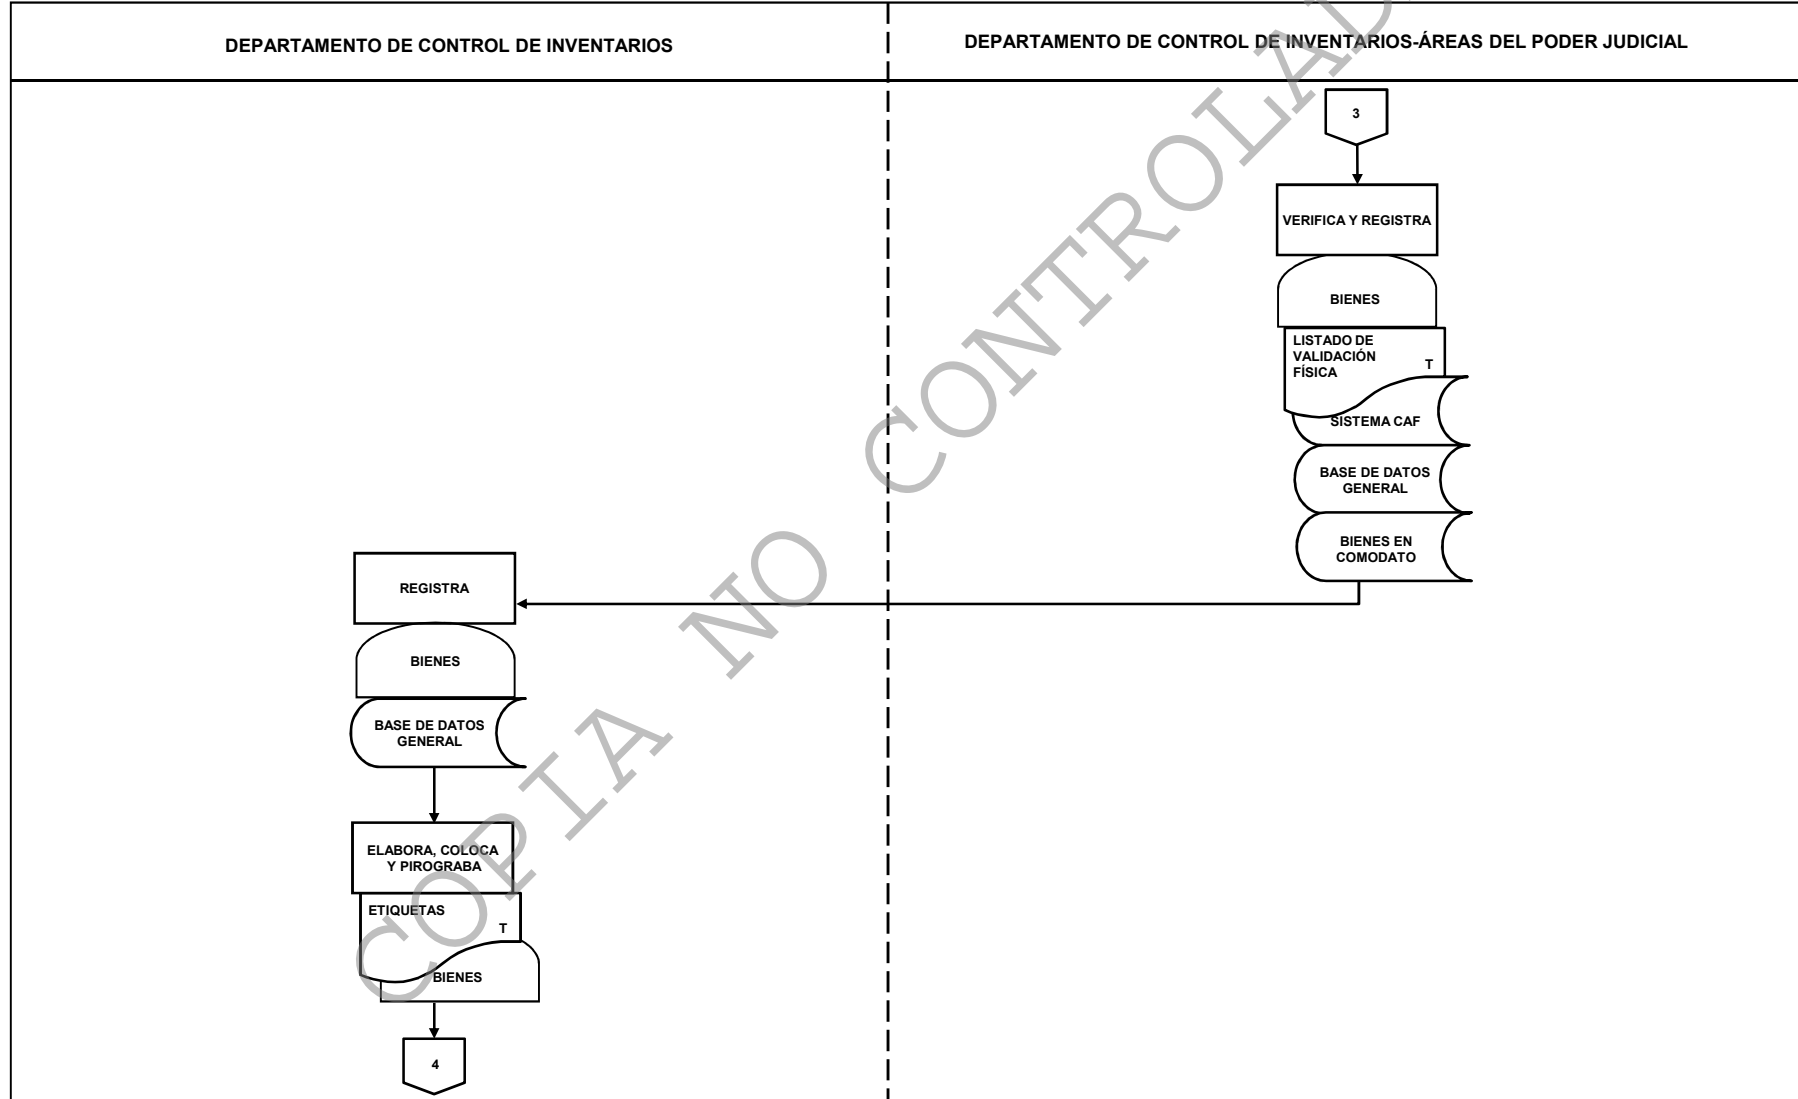 DEPARTAMENTO DE CONTROL DE INVENTARIOS
DEPARTAMENTO DE CONTROL DE INVENTARIOS-ÁREAS DEL PODER JUDICIAL
3
VERIFICA Y REGISTRA
BIENES
LISTADO DE
VALIDACIÓN
FÍSICA
T
SISTEMA CAF
BASE DE DATOS
GENERAL
BIENES EN
COMODATO
REGISTRA
BIENES
BASE DE DATOS
GENERAL
ELABORA, COLOCA
Y PIROGRABA
ETIQUETAS
T
BIENES
4
COPIA NO CONTROLAD